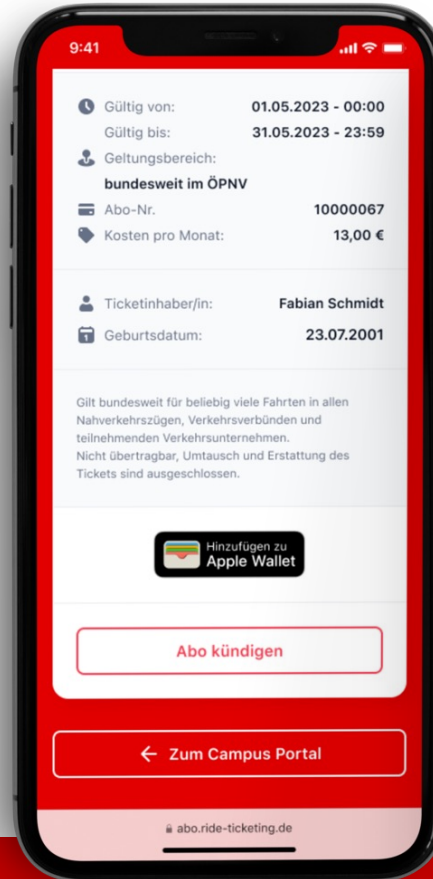 9:41
Gültig von: 01.05.2023 - 00:00
Gültig bis: 31.05.2023 - 23:59
Geltungsbereich:
bundesweit im ÖPNV
Abo-Nr. 10000067
Kosten pro Monat: 13,00 €
Ticketinhaber/in: Fabian Schmidt
Geburtsdatum: 23.07.2001
Gilt bundesweit für beliebig viele Fahrten in allen
Nahverkehrszügen, Verkehrsverbünden und
teilnehmenden Verkehrsunternehmen.
Nicht übertragbar, Umtausch und Erstattung des
Tickets sind ausgeschlossen.
Hinzufügen zu
Apple Wallet
Abo kündigen
← Zum Campus Portal
abo.ride-ticketing.de